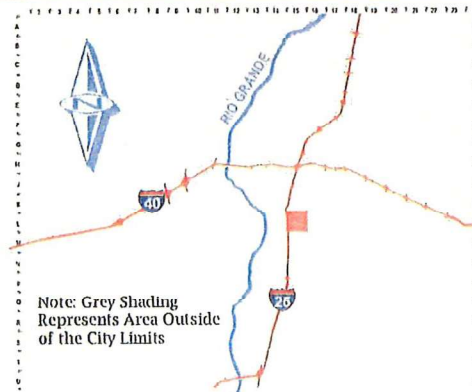 N
RIO GRANDE
40
25
Note: Grey Shading
Represents Area Outside
of the City Limits